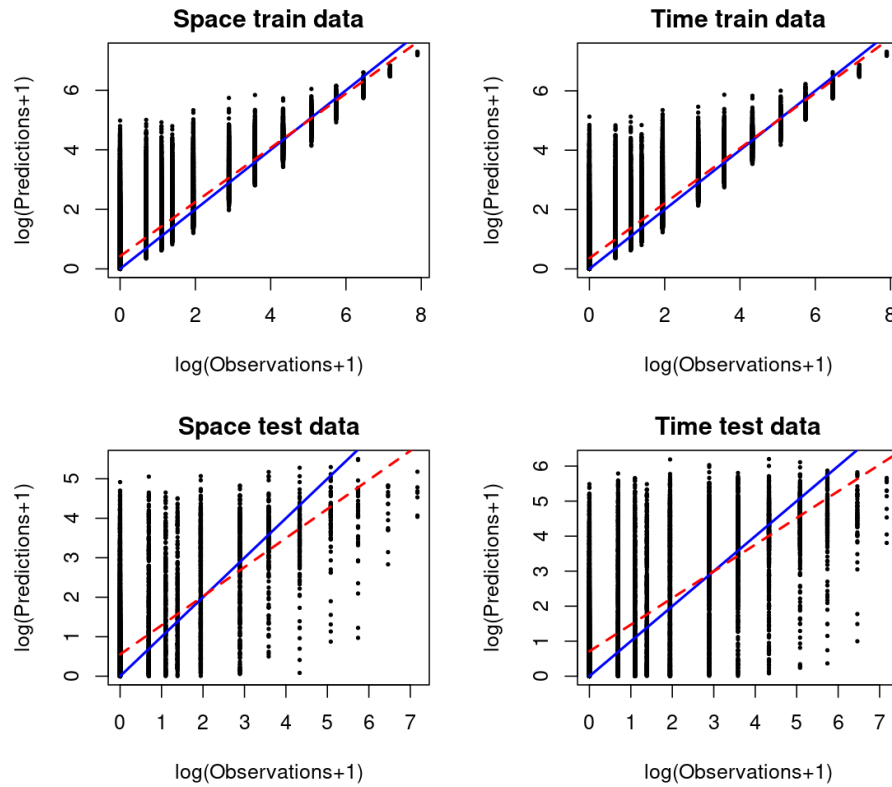 Space train data
log(Predictions+1)
0 2 4 6
0 2 4 6 8
log(Observations+1)
Time train data
log(Predictions+1)
0 2 4 6
0 2 4 6 8
log(Observations+1)
Space test data
log(Predictions+1)
0 1 2 3 4 5
0 1 2 3 4 5 6 7
log(Observations+1)
Time test data
log(Predictions+1)
0 1 2 3 4 5 6
0 1 2 3 4 5 6 7
log(Observations+1)